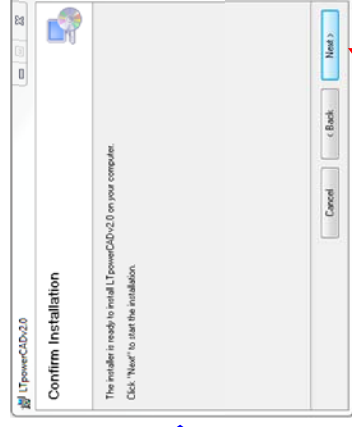 LTpowerCADv2.0
Confirm Installation
The installer is ready to install LTpowerCADv2.0 on your computer.
Click "Next" to start the installation.
Cancel
< Back
Next >